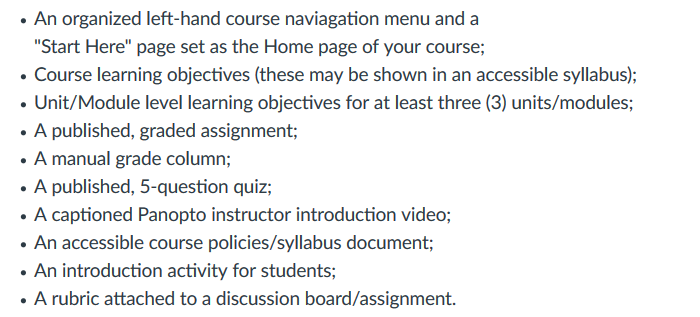 • An organized left-hand course naviagation menu and a
"Start Here" page set as the Home page of your course;
• Course learning objectives (these may be shown in an accessible syllabus);
• Unit/Module level learning objectives for at least three (3) units/modules;
• A published, graded assignment;
• A manual grade column;
• A published, 5-question quiz;
• A captioned Panopto instructor introduction video;
• An accessible course policies/syllabus document;
• An introduction activity for students;
• A rubric attached to a discussion board/assignment.